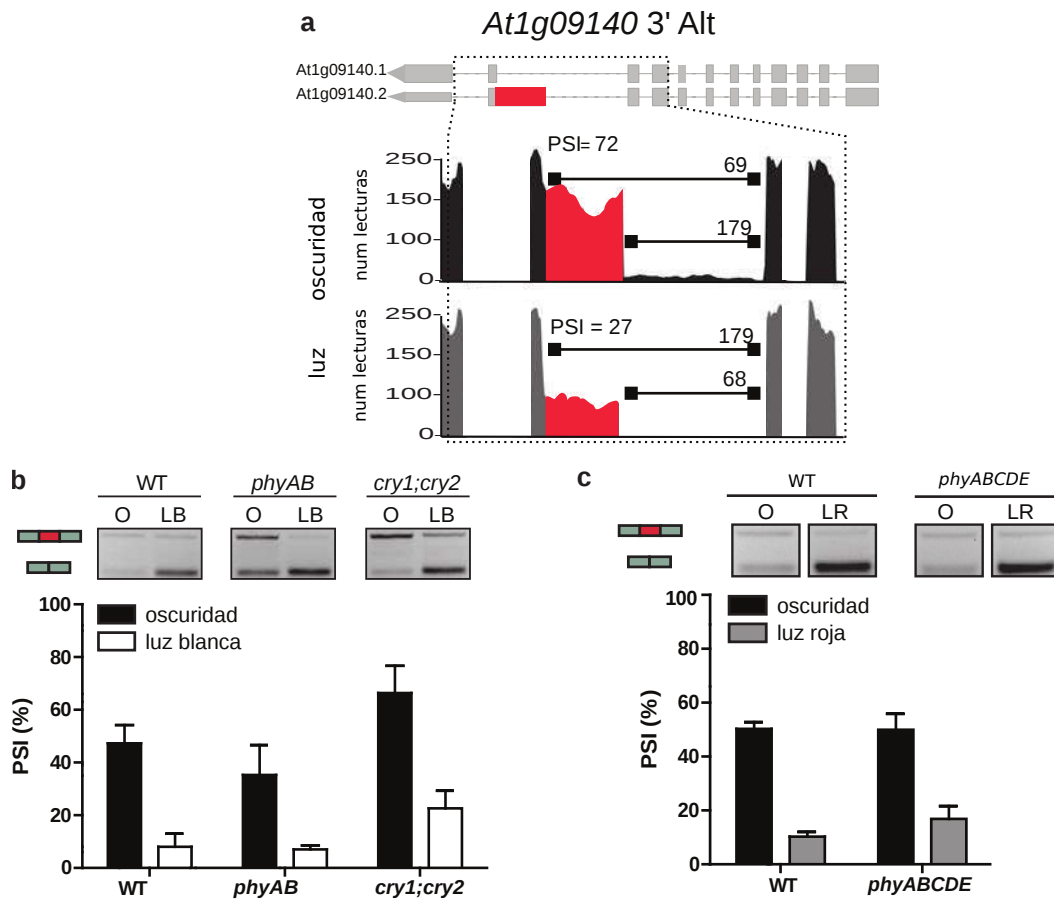 a
At1g09140 3' Alt
At1g09140.1
At1g09140.2
oscuridad
num lecturas
250
150
100
0
PSI= 72
69
179
luz
num lecturas
250
150
100
0
PSI = 27
179
68
b
WT
phyAB
cry1;cry2
O
LB
O
LB
O
LB
PSI (%)
100
80
60
40
20
0
oscuridad
luz blanca
WT
phyAB
cry1;cry2
c
WT
phyABCDE
O
LR
O
LR
PSI (%)
100
80
60
40
20
0
oscuridad
luz roja
WT
phyABCDE